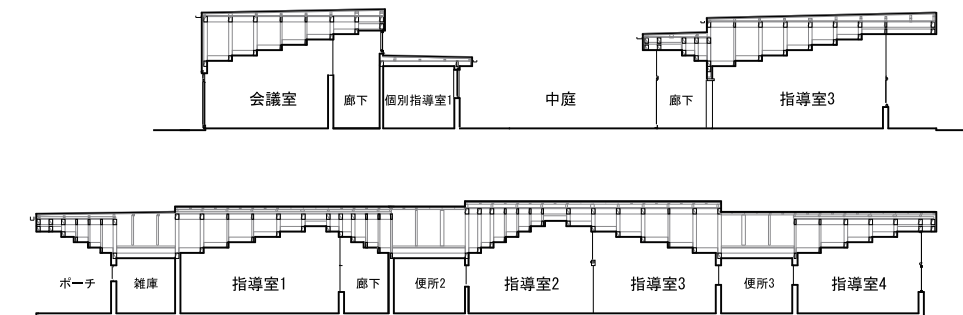 会議室
廊下
個別指導室1
中庭
廊下
指導室3
ポーチ
雑庫
指導室1
廊下
便所2
指導室2
指導室3
便所3
指導室4